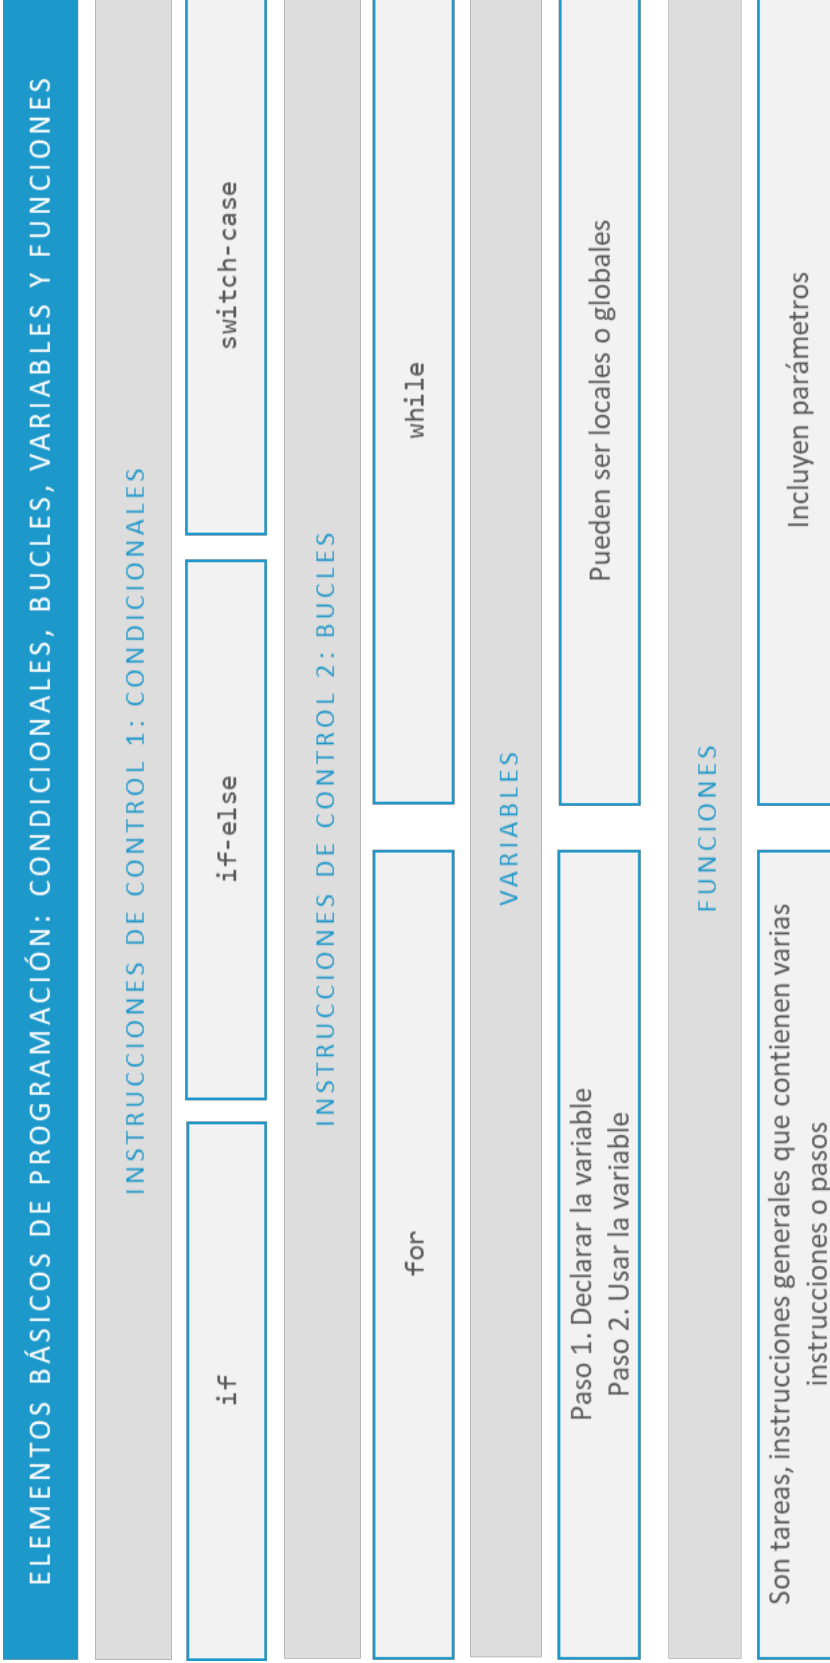 ELEMENTOS BÁSICOS DE PROGRAMACIÓN: CONDICIONALES, BUCLES, VARIABLES Y FUNCIONES
INSTRUCCIONES DE CONTROL 1: CONDICIONALES
if
if-else
switch-case
INSTRUCCIONES DE CONTROL 2: BUCLES
for
while
VARIABLES
Paso 1. Declarar la variable
Paso 2. Usar la variable
Pueden ser locales o globales
FUNCIONES
Son tareas, instrucciones generales que contienen varias
instrucciones o pasos
Incluyen parámetros